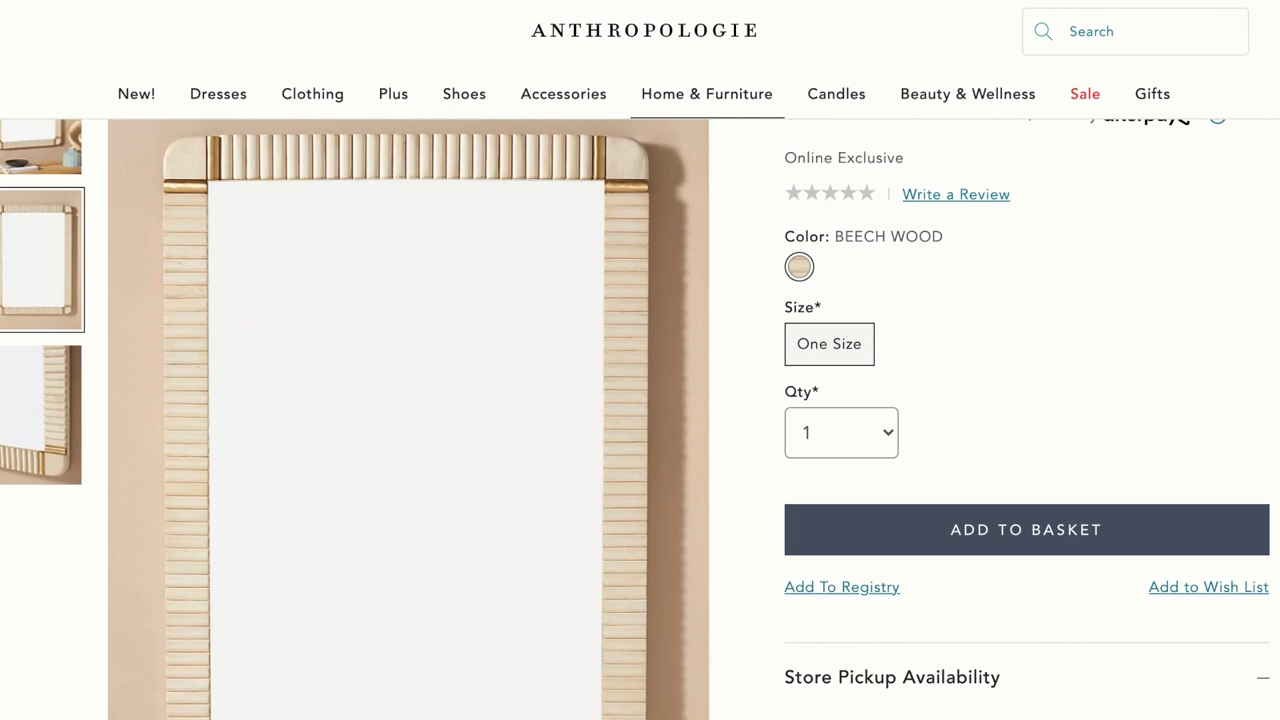 ANTHROPOLOGIE
Search
New! Dresses Clothing Plus Shoes Accessories Home & Furniture Candles Beauty & Wellness Sale Gifts
afterpay
Online Exclusive
Write a Review
Color: BEECH WOOD
Size*
One Size
Qty*
1
ADD TO BASKET
Add To Registry Add to Wish List
Store Pickup Availability